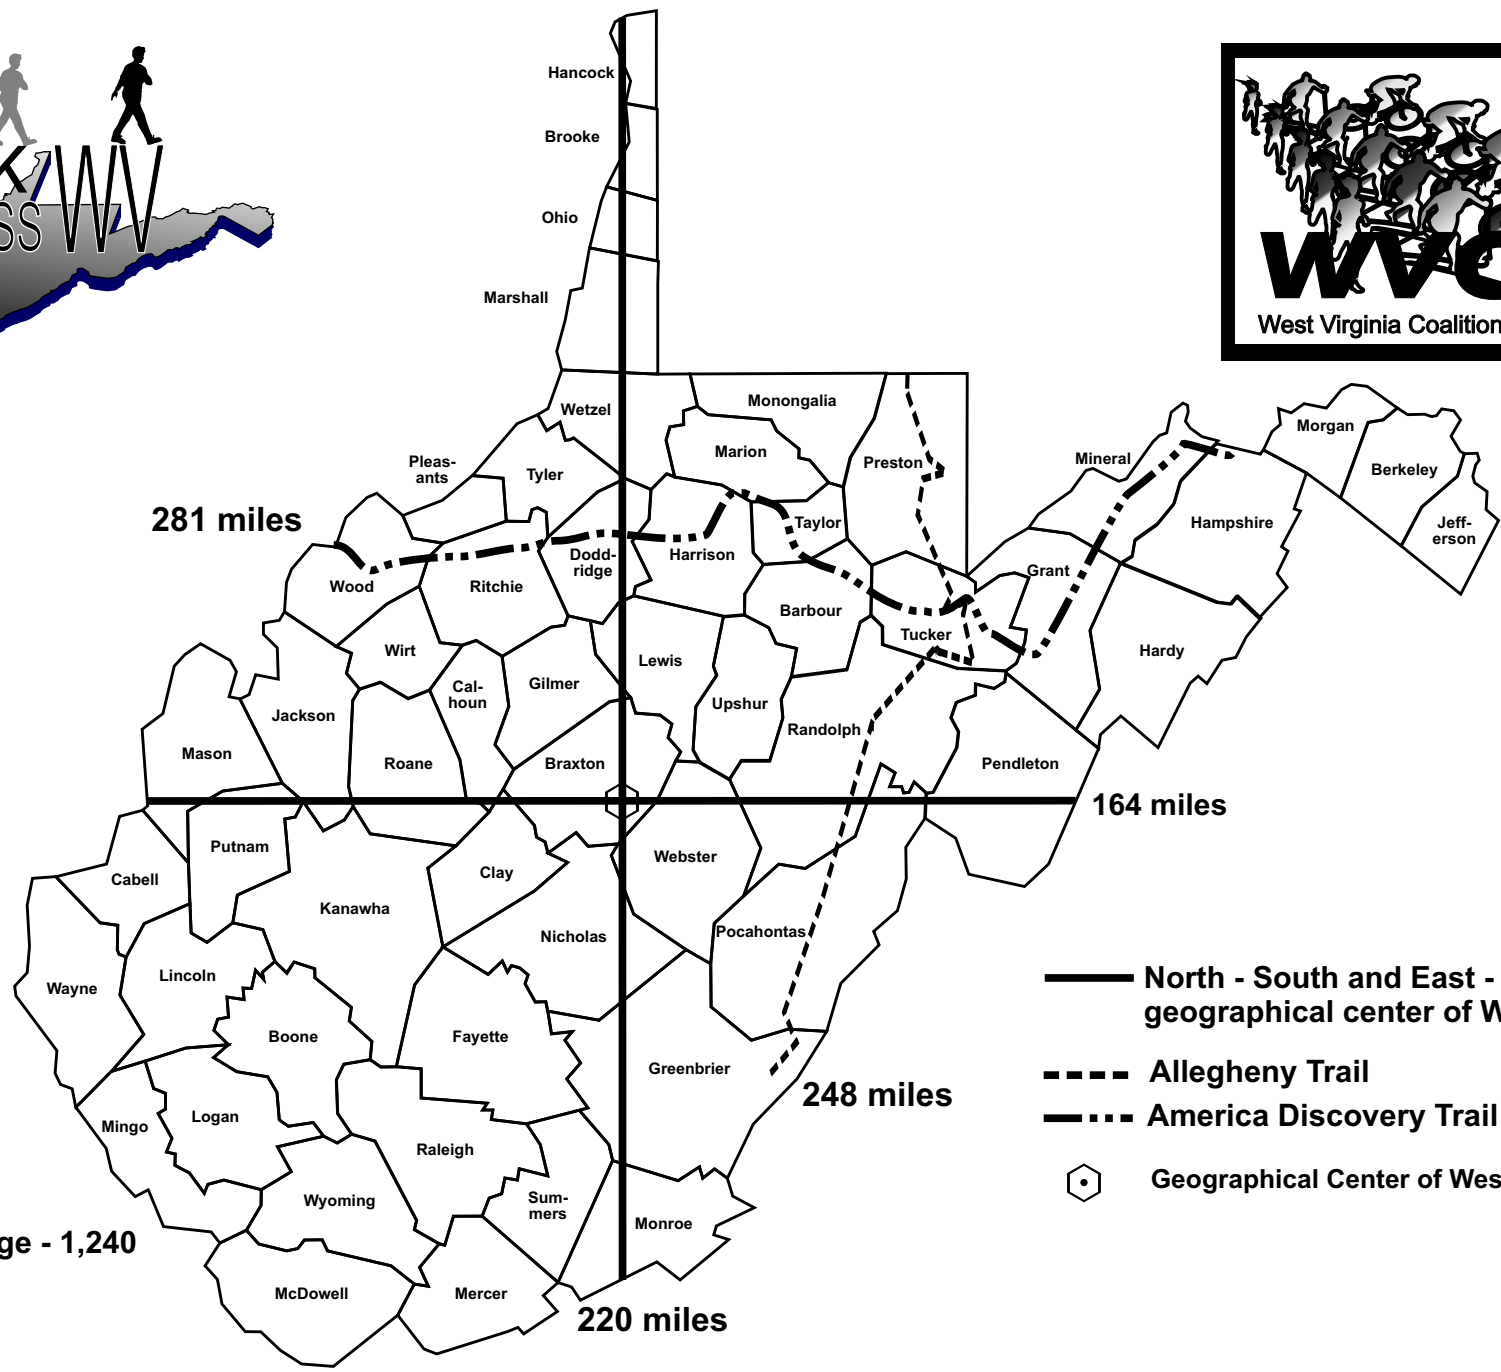 K WV
SS
WV
West Virginia Coalition
Hancock
Brooke
Ohio
Marshall
Wetzel
Monongalia
Marion
Preston
Pleas-
ants
Tyler
Mineral
Morgan
Berkeley
Jeff-
erson
Hampshire
281 miles
Taylor
Dodd-
ridge
Harrison
Wood
Ritchie
Grant
Barbour
Tucker
Hardy
Wirt
Lewis
Cal-
houn
Gilmer
Upshur
Jackson
Randolph
Mason
Roane
Braxton
Pendleton
164 miles
Putnam
Webster
Cabell
Clay
Kanawha
Pocahontas
Nicholas
Lincoln
Wayne
Boone
Fayette
Greenbrier
248 miles
Logan
Mingo
Raleigh
Wyoming
Sum-
mers
Monroe
McDowell
Mercer
220 miles
ge - 1,240
North - South and East -
geographical center of W
Allegheny Trail
America Discovery Trail
Geographical Center of Wes